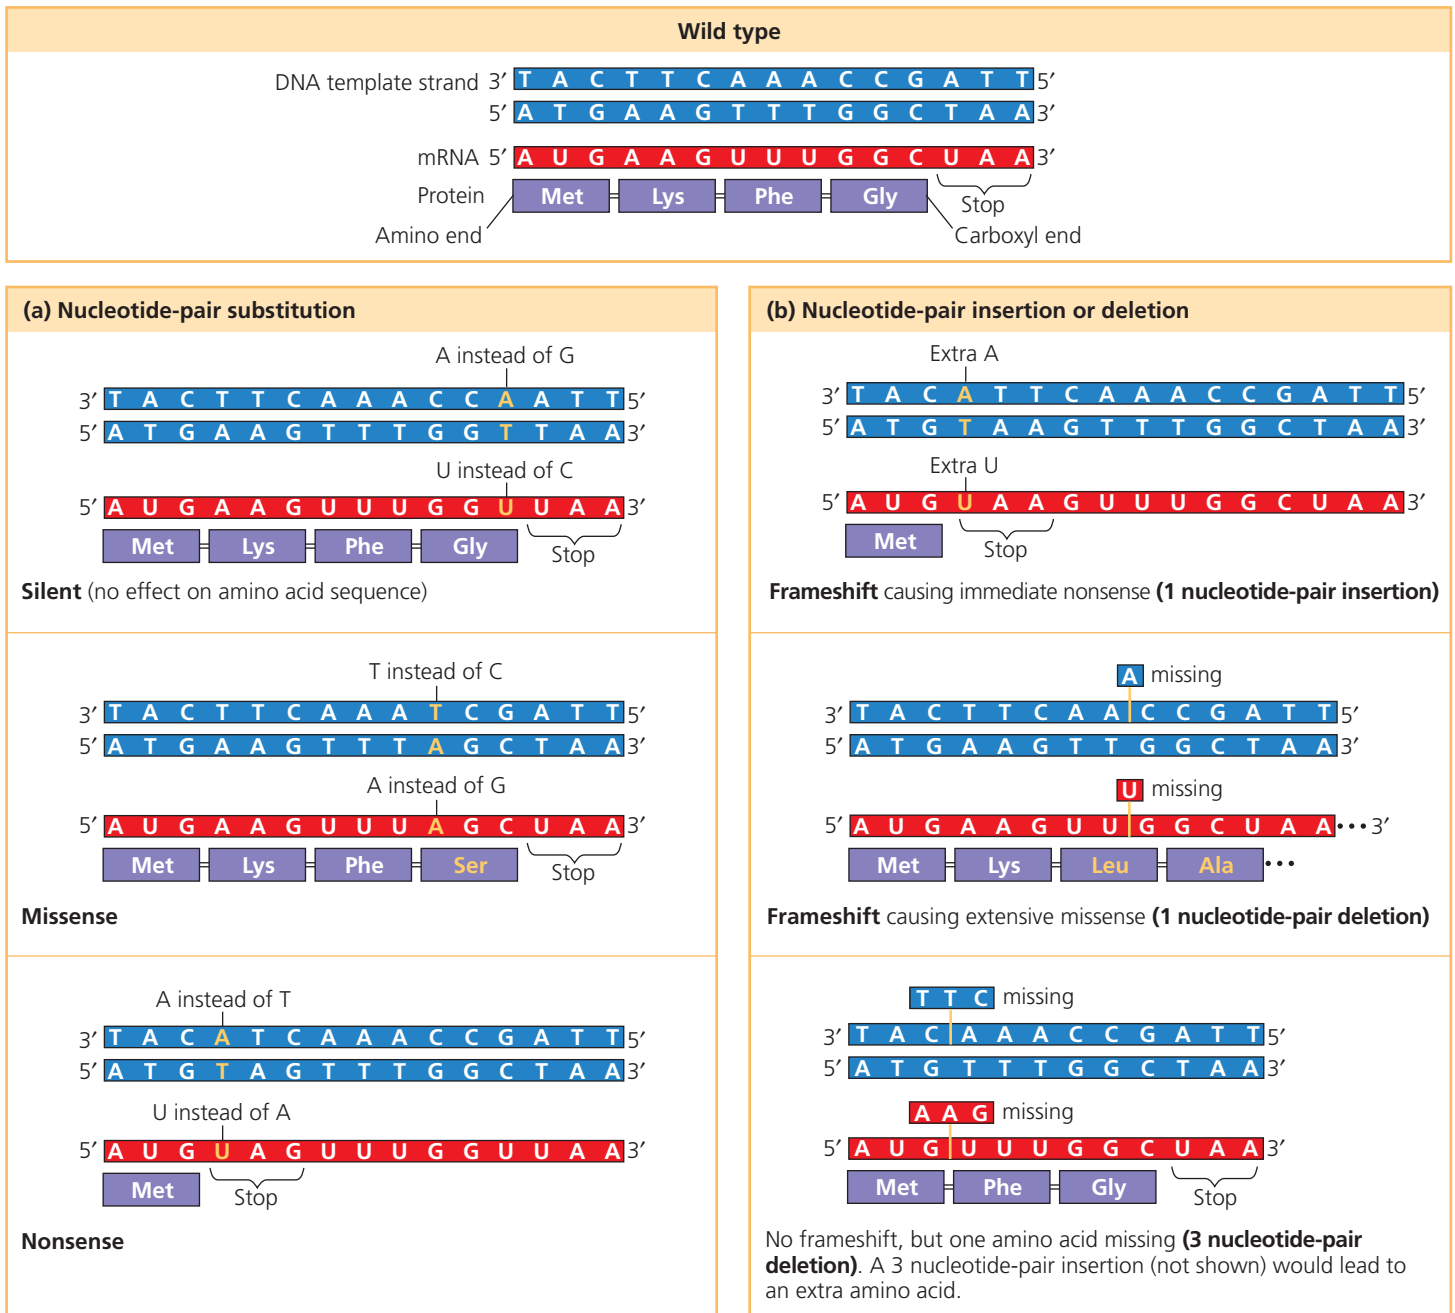 Wild type
DNA template strand 3′ T A C T T C A A A C C G A T T 5′
5′ A T G A A G T T T G G C T A A 3′
mRNA 5′ A U G A A G U U U G G C U A A 3′
Protein Met Lys Phe Gly Stop
Amino end Carboxyl end
(a) Nucleotide-pair substitution
A instead of G
3′ T A C T T C A A A C C A A T T 5′
5′ A T G A A G T T T G G T T A A 3′
U instead of C
5′ A U G A A G U U U G G U U A A 3′
Met Lys Phe Gly Stop
Silent (no effect on amino acid sequence)
T instead of C
3′ T A C T T C A A A T C G A T T 5′
5′ A T G A A G T T T A G C T A A 3′
A instead of G
5′ A U G A A G U U U A G C U A A 3′
Met Lys Phe Ser Stop
Missense
A instead of T
3′ T A C A T C A A A C C G A T T 5′
5′ A T G T A G T T T G G C T A A 3′
U instead of A
5′ A U G U A G U U U G G U U A A 3′
Met Stop
Nonsense
(b) Nucleotide-pair insertion or deletion
Extra A
3′ T A C A T T C A A A C C G A T T 5′
5′ A T G T A A G T T T G G C T A A 3′
Extra U
5′ A U G U A A G U U U G G C U A A 3′
Met Stop
Frameshift causing immediate nonsense (1 nucleotide-pair insertion)
A missing
3′ T A C T T C A A C C G A T T 5′
5′ A T G A A G T T G G C T A A 3′
U missing
5′ A U G A A G U U G G C U A A ••• 3′
Met Lys Leu Ala •••
Frameshift causing extensive missense (1 nucleotide-pair deletion)
T T C missing
3′ T A C A A A C C G A T T 5′
5′ A T G T T T G G C T A A 3′
A A G missing
5′ A U G U U U G G C U A A 3′
Met Phe Gly Stop
No frameshift, but one amino acid missing (3 nucleotide-pair
deletion). A 3 nucleotide-pair insertion (not shown) would lead to
an extra amino acid.